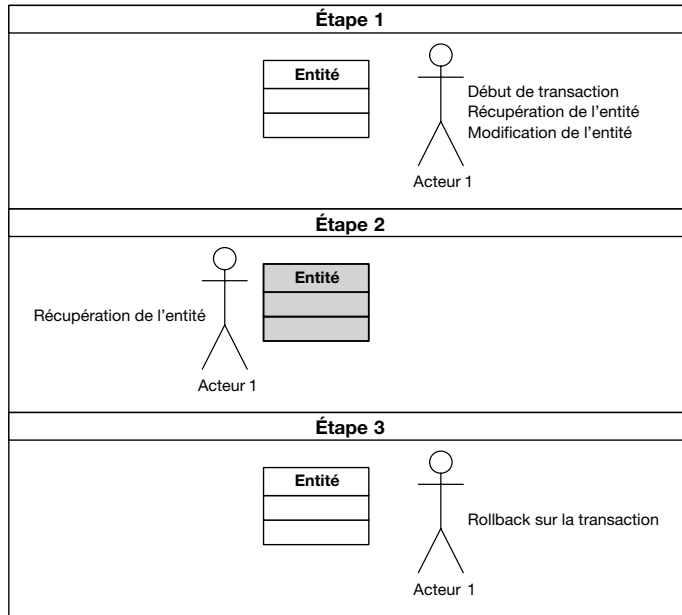 Étape 1
Entité
Début de transaction
Récupération de l'entité
Modification de l'entité
Acteur 1
Étape 2
Entité
Récupération de l'entité
Acteur 1
Étape 3
Entité
Rollback sur la transaction
Acteur 1